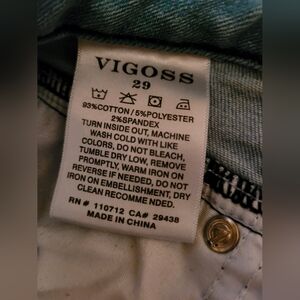 VIGOSS
29
93%COTTON / 5%POLYESTER
2%SPANDEX
TURN INSIDE OUT, MACHINE
WASH COLD WITH LIKE
COLORS, DO NOT BLEACH,
TUMBLE DRY LOW, REMOVE
PROMPTLY, WARM IRON ON
REVERSE IF NEEDED, DO NOT
IRON ON EMBELLISHMENT, DRY
CLEAN RECOMMENDED.
RN # 110712 CA# 29438
MADE IN CHINA